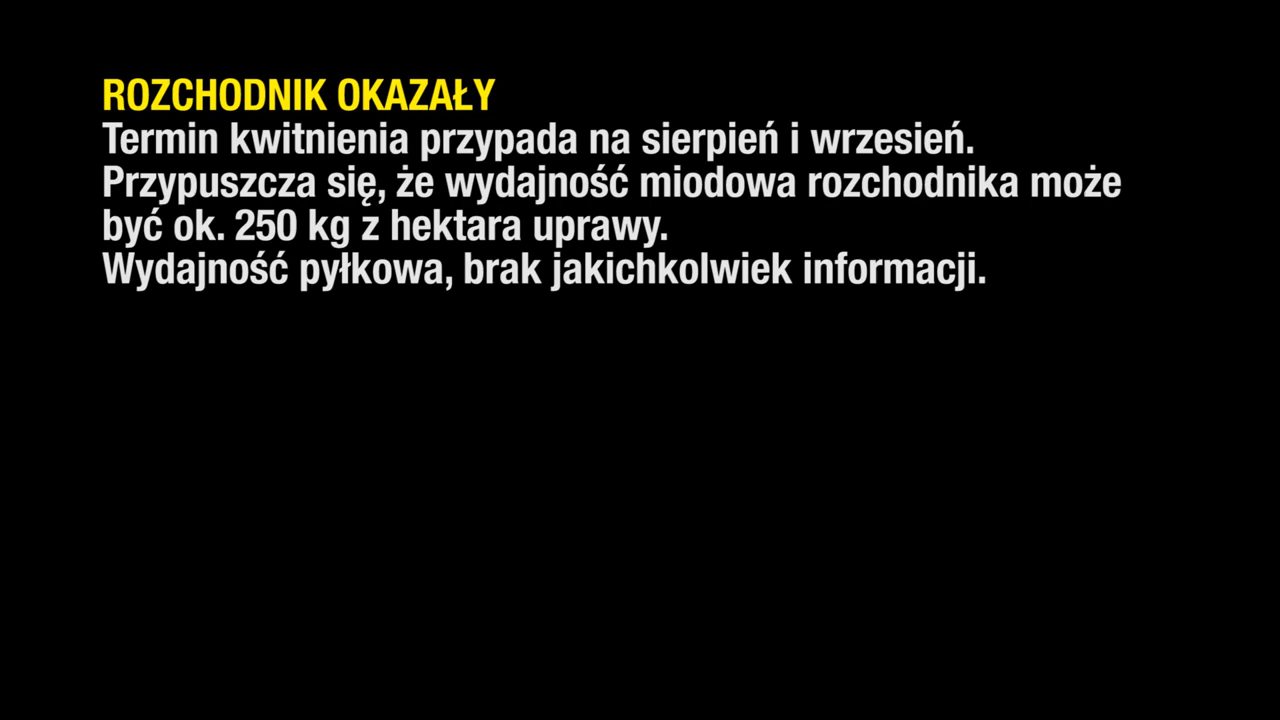 ROZCHODNIK OKAZAŁY
Termin kwitnienia przypada na sierpień i wrzesień.
Przypuszcza się, że wydajność miodowa rozchodnika może
być ok. 250 kg z hektara uprawy.
Wydajność pyłkowa, brak jakichkolwiek informacji.